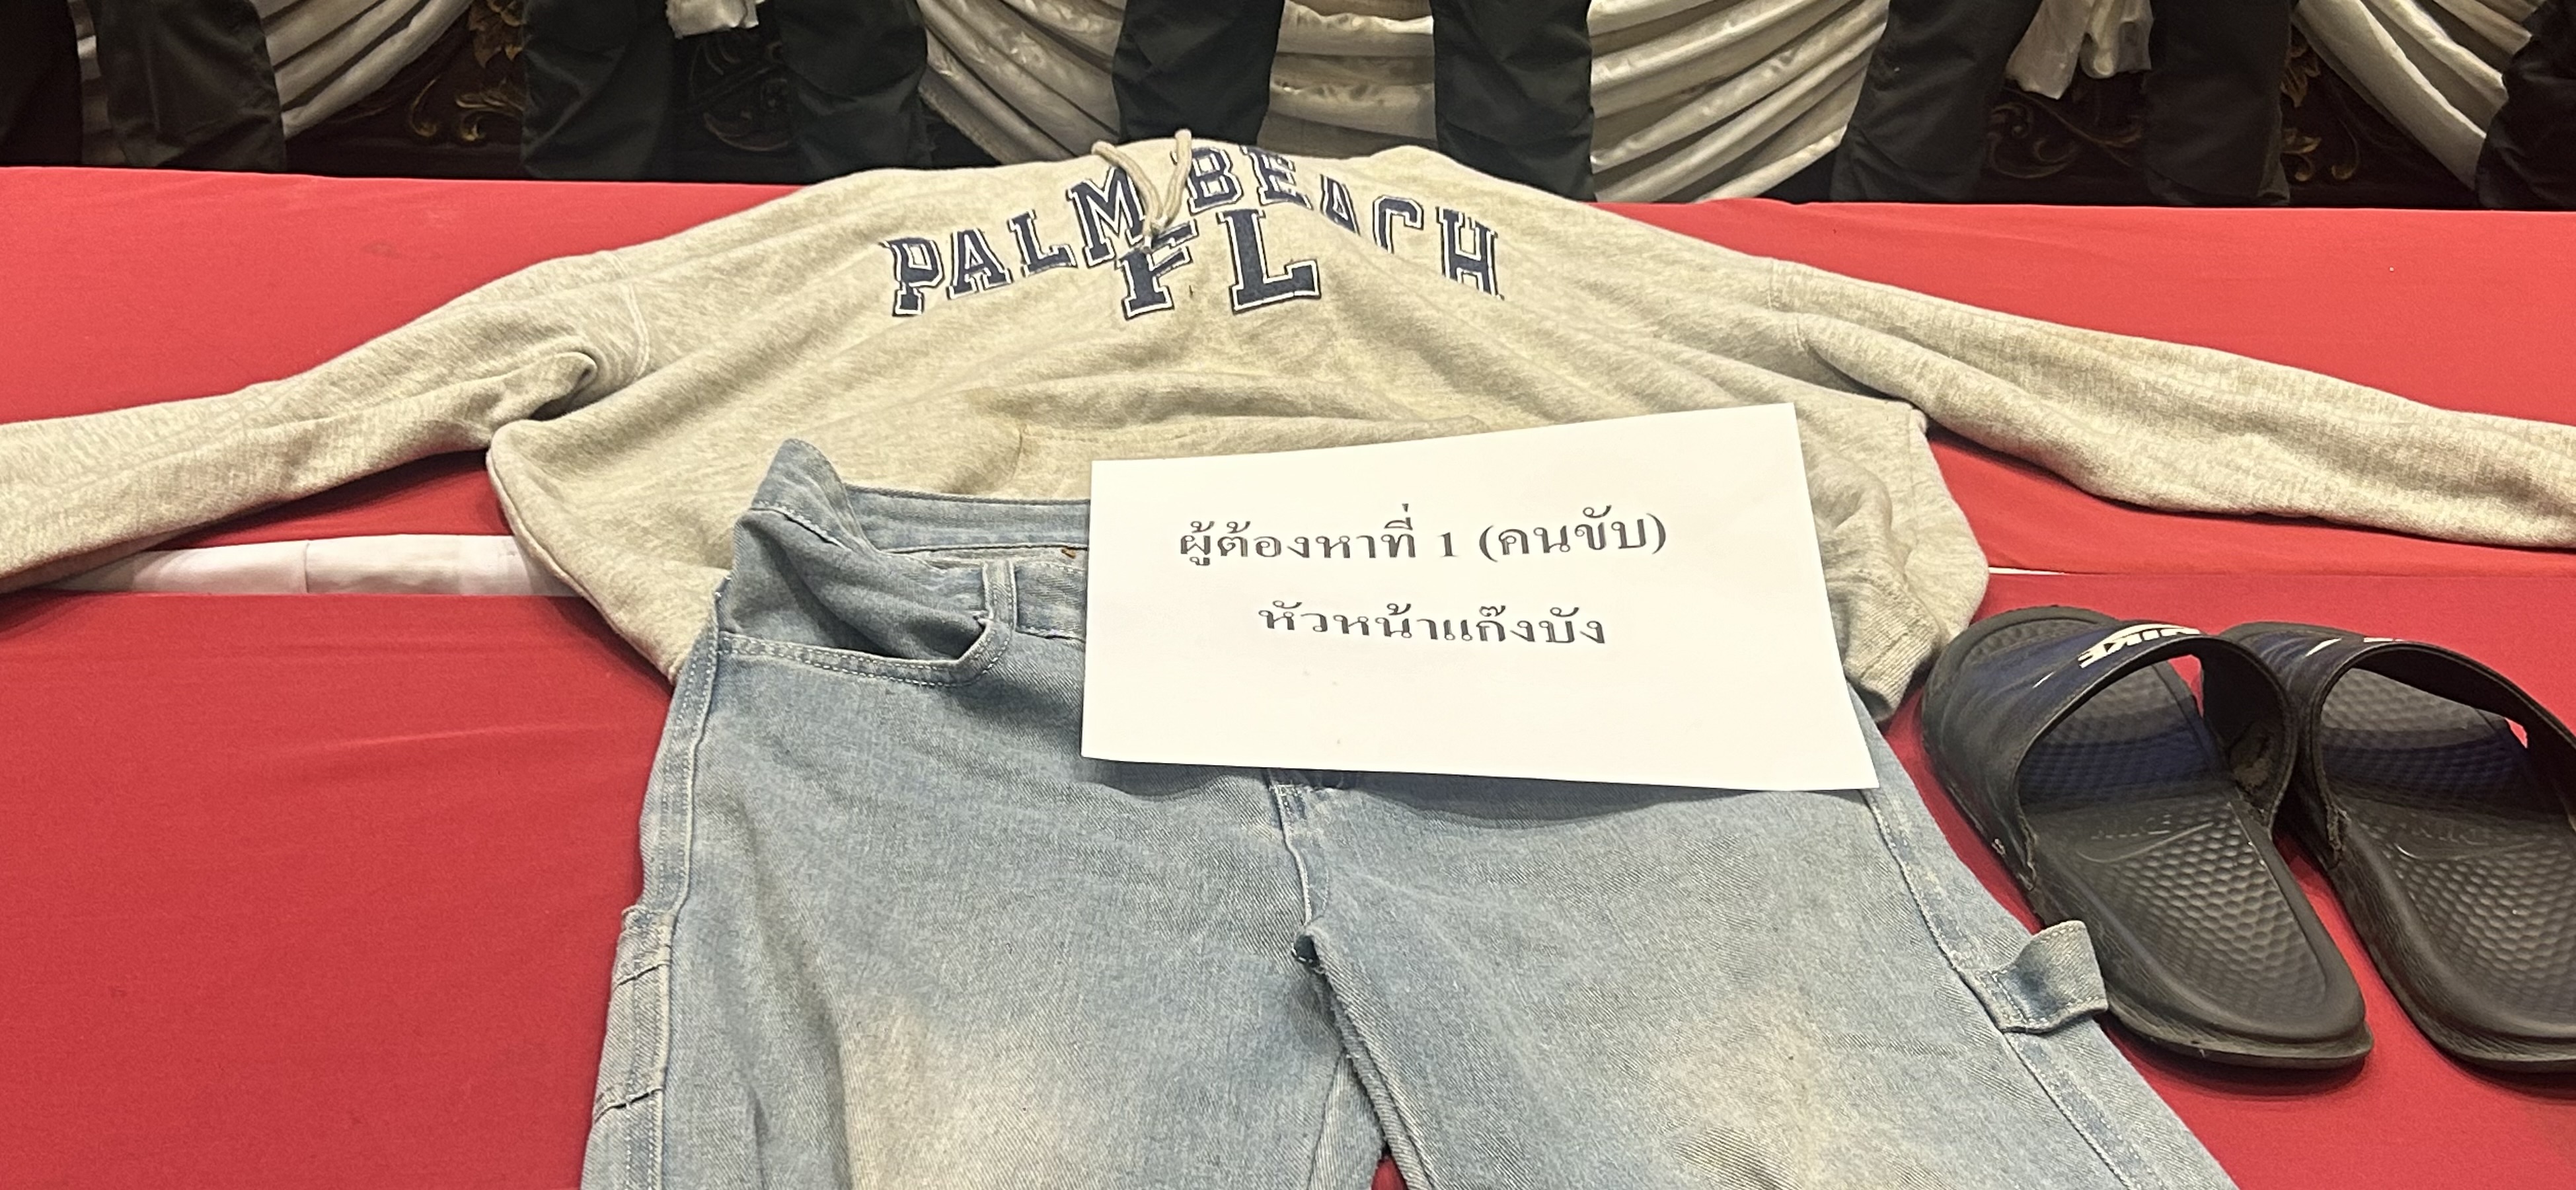 PALM BEACH
FL
ผู้ต้องหาที่ 1 (คนขับ)
หัวหน้าแก๊งบัง
NIKE